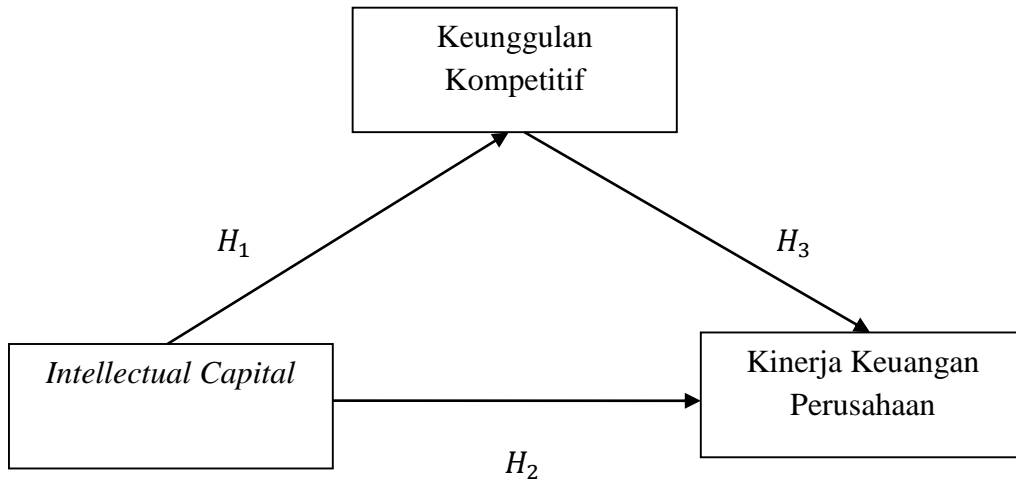 Keunggulan
Kompetitif
H₁
H₃
Intellectual Capital
Kinerja Keuangan
Perusahaan
H₂